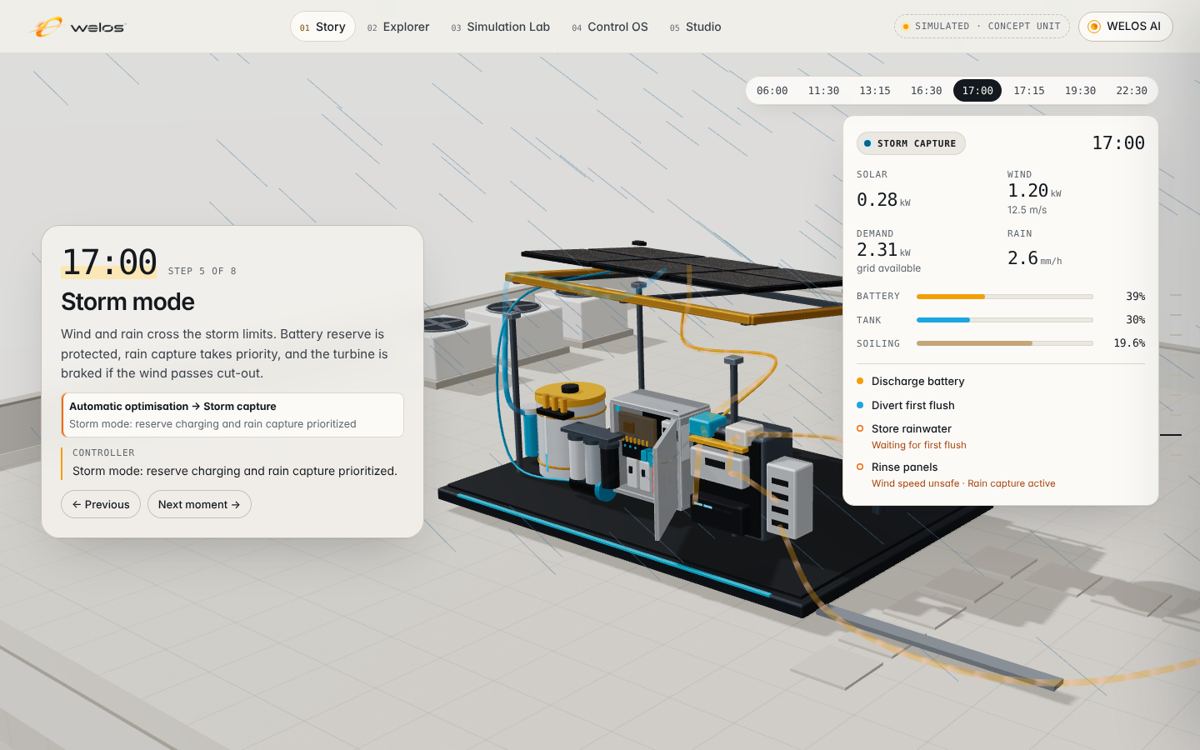 welos
01 Story
02 Explorer
03 Simulation Lab
04 Control OS
05 Studio
SIMULATED · CONCEPT UNIT
WELOS AI
06:00
11:30
13:15
16:30
17:00
17:15
19:30
22:30
17:00 STEP 5 OF 8
Storm mode
Wind and rain cross the storm limits. Battery reserve is
protected, rain capture takes priority, and the turbine is
braked if the wind passes cut-out.
Automatic optimisation → Storm capture
Storm mode: reserve charging and rain capture prioritized
CONTROLLER
Storm mode: reserve charging and rain capture prioritized.
← Previous
Next moment →
STORM CAPTURE
17:00
SOLAR
0.28 kW
WIND
1.20 kW
12.5 m/s
DEMAND
2.31 kW
grid available
RAIN
2.6 mm/h
BATTERY 39%
TANK 30%
SOILING 19.6%
Discharge battery
Divert first flush
Store rainwater
Waiting for first flush
Rinse panels
Wind speed unsafe · Rain capture active